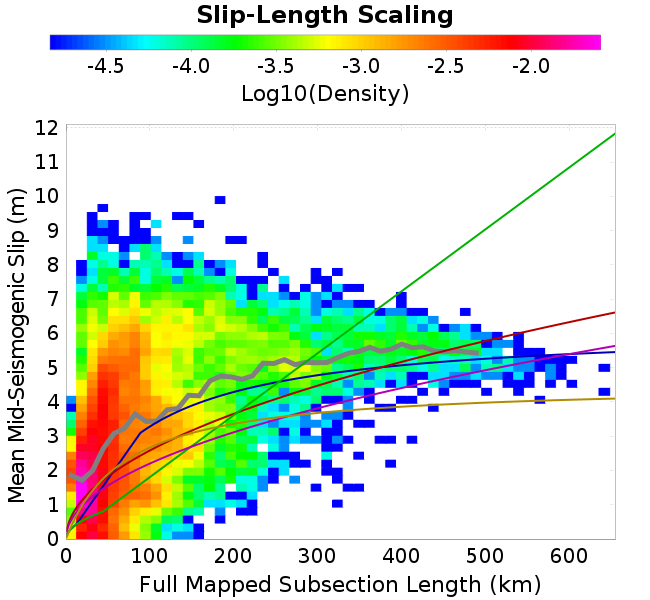 Slip-Length Scaling
-4.5 -4.0 -3.5 -3.0 -2.5 -2.0
Log10(Density)
12
11
10
9
8
7
6
5
4
3
2
1
0
Mean Mid-Seismogenic Slip (m)
0 100 200 300 400 500 600
Full Mapped Subsection Length (km)